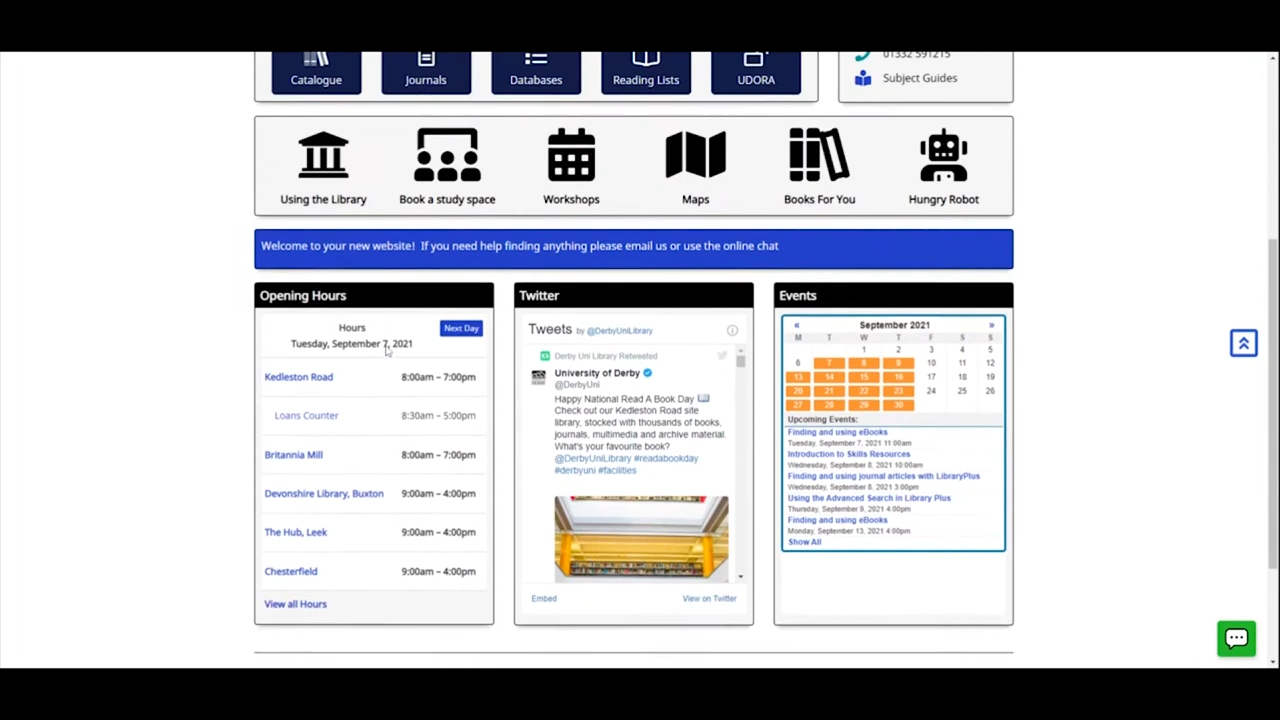 Catalogue
Journals
Databases
Reading Lists
UDORA
01332 591215
Subject Guides
Using the Library
Book a study space
Workshops
Maps
Books For You
Hungry Robot
Welcome to your new website! If you need help finding anything please email us or use the online chat
Opening Hours
Hours
Next Day
Tuesday, September 7, 2021
Kedleston Road 8:00am – 7:00pm
Loans Counter 8:30am – 5:00pm
Britannia Mill 8:00am – 7:00pm
Devonshire Library, Buxton 9:00am – 4:00pm
The Hub, Leek 9:00am – 4:00pm
Chesterfield 9:00am – 4:00pm
View all Hours
Twitter
Tweets by @DerbyUniLibrary
Derby Uni Library Retweeted
University of Derby
@DerbyUni
Happy National Read A Book Day
Check out our Kedleston Road site
library, stocked with thousands of books,
journals, multimedia and archive material.
What's your favourite book?
@DerbyUniLibrary #readabookday
#derbyuni #facilities
Embed
View on Twitter
Events
« September 2021 »
M T W T F S S
1 2 3 4 5
6 7 8 9 10 11 12
13 14 15 16 17 18 19
20 21 22 23 24 25 26
27 28 29 30
Upcoming Events:
Finding and using eBooks
Tuesday, September 7, 2021 11:00am
Introduction to Skills Resources
Wednesday, September 8, 2021 10:00am
Finding and using journal articles with LibraryPlus
Wednesday, September 8, 2021 3:00pm
Using the Advanced Search in Library Plus
Thursday, September 9, 2021 4:00pm
Finding and using eBooks
Monday, September 13, 2021 4:00pm
Show All